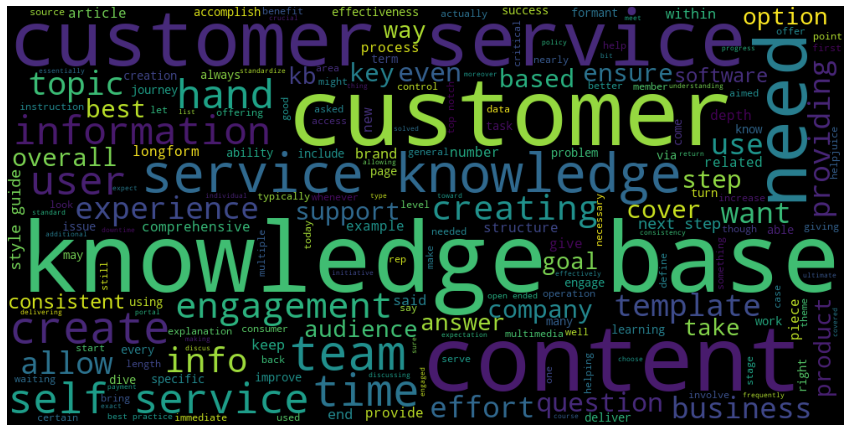 source
article
accomplish
benefit
crucial
effectiveness
actually
success
formant
meet
within
option
policy
bit
point
customer service
way
critical
help
offer
first
progress
essentially
standardize
creation
area
process
term
nearly
moreover
understanding
topic
journey
always
kb
might
thing
key
even
based
ensure
software
need
providing
instruction
let
list
offering
hand
good
control
better
member
aimed
best
asked
access
customer
top notch
data
task
via
come
return
depth
know
helpjuice
information
new
solved
allowing
use
overall
longform
ability
include
brand
general
number
problem
related
user
service
knowledge
page
step
turn
expert
individual
type
toward
whenever
increase
look
typically
want
experience
support
level
creating
necessary
cover
standard
style guide
issue
comprehensive
example
structure
needed
next step
though
able
giving
additional
downtime
today
give
goal
consistency
something
may
multiple
knowledge base
still
rep
initiative
make
engage
effectively
define
case
ultimate
consistent
using
engagement
said
company
open ended
operation
template
piece
product
delivering
portal
theme
covered
create
making
sure
say
explanation
consumer
audience
answer
expectation
many
multimedia
well
learning
take
work
start
every
discus
keep
back
discussing
serve
content
choose
one
helping
stage
right
allow
info
team
waiting
length
dive
specific
improve
time
effort
question
involve
self service
bring
payment
exact
certain
best practice
immediate
used
end
provide
engaged
course
deliver
business
frequently